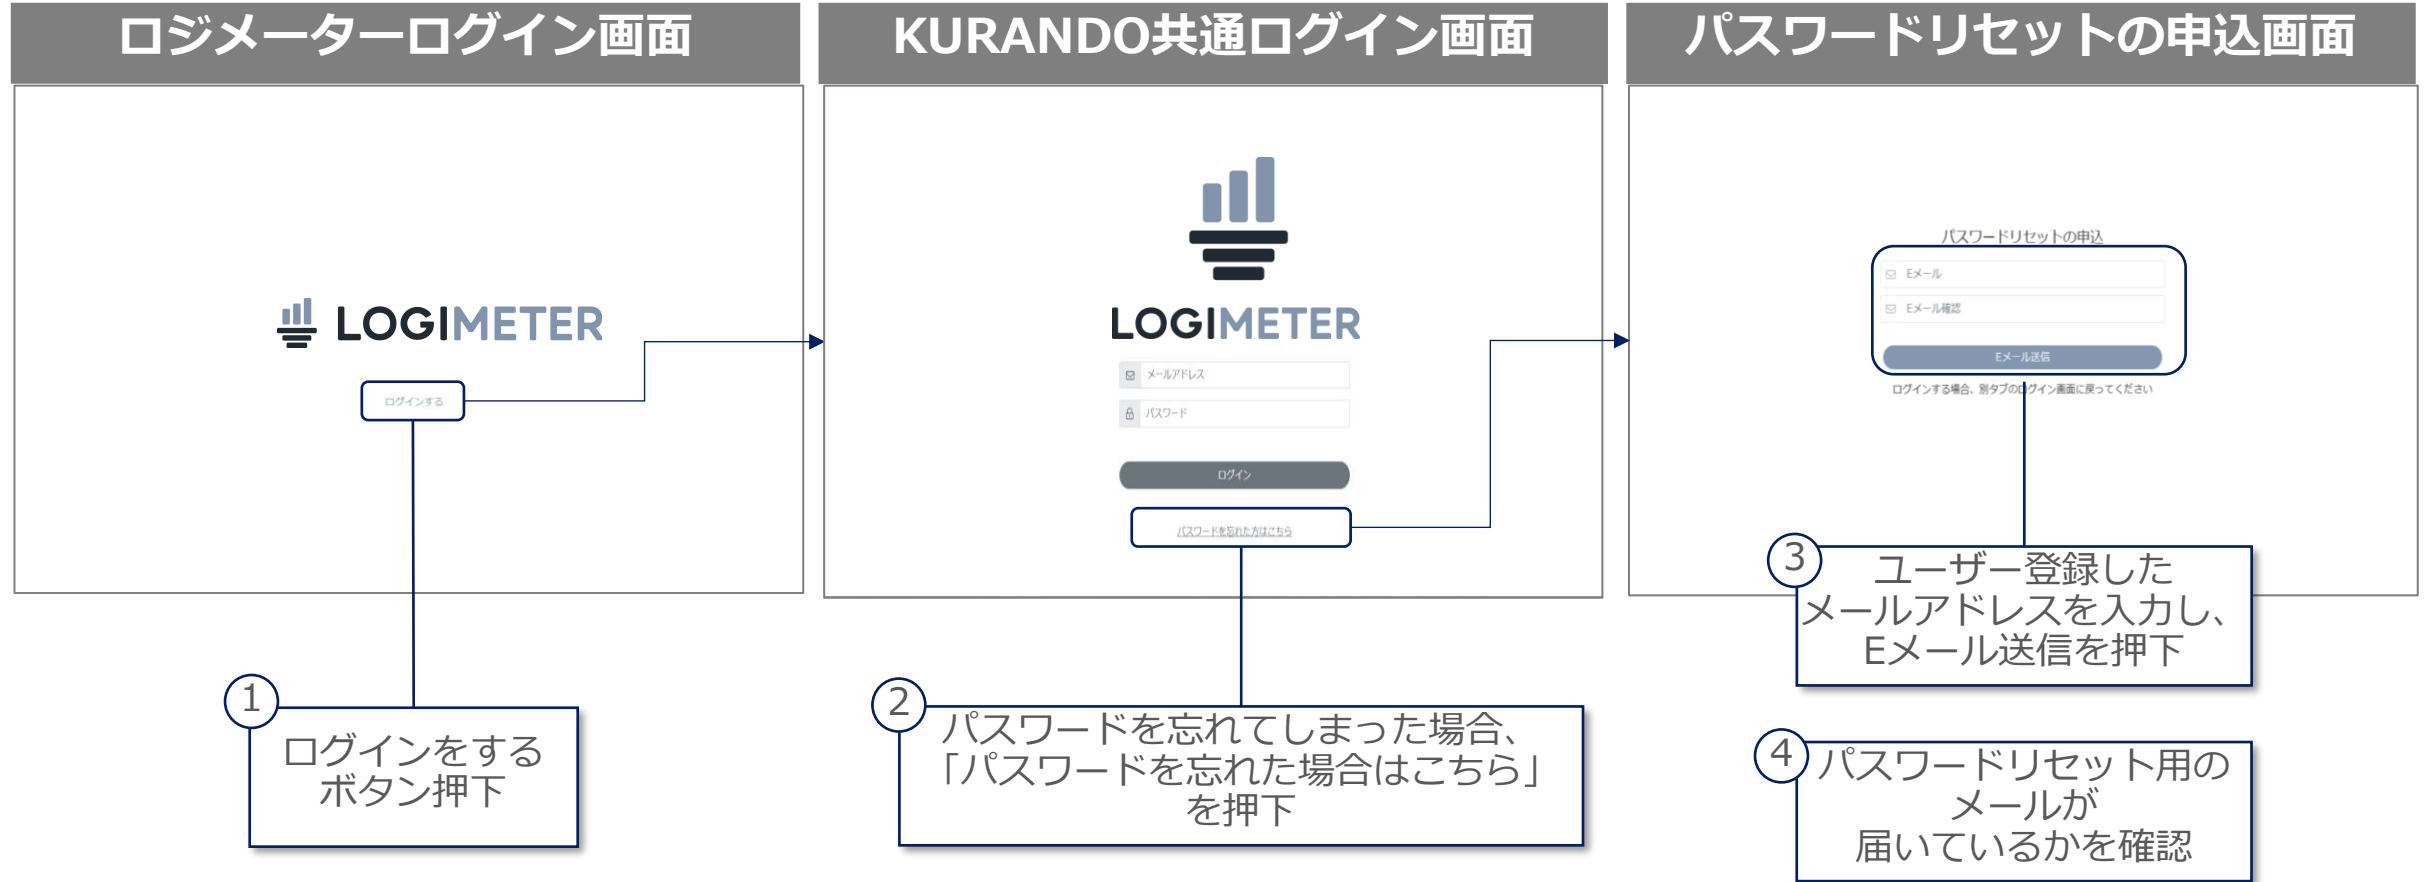 ロジメーターログイン画面
KURANDO共通ログイン画面
パスワードリセットの申込画面
LOGIMETER
ログインする
1
ログインをする
ボタン押下
LOGIMETER
メールアドレス
パスワード
ログイン
パスワードを忘れた方はこちら
2
パスワードを忘れてしまった場合、
「パスワードを忘れた場合はこちら」
を押下
パスワードリセットの申込
Eメール
Eメール確認
Eメール送信
ログインする場合、別タブのログイン画面に戻ってください
3
ユーザー登録した
メールアドレスを入力し、
Eメール送信を押下
4
パスワードリセット用の
メールが
届いているかを確認